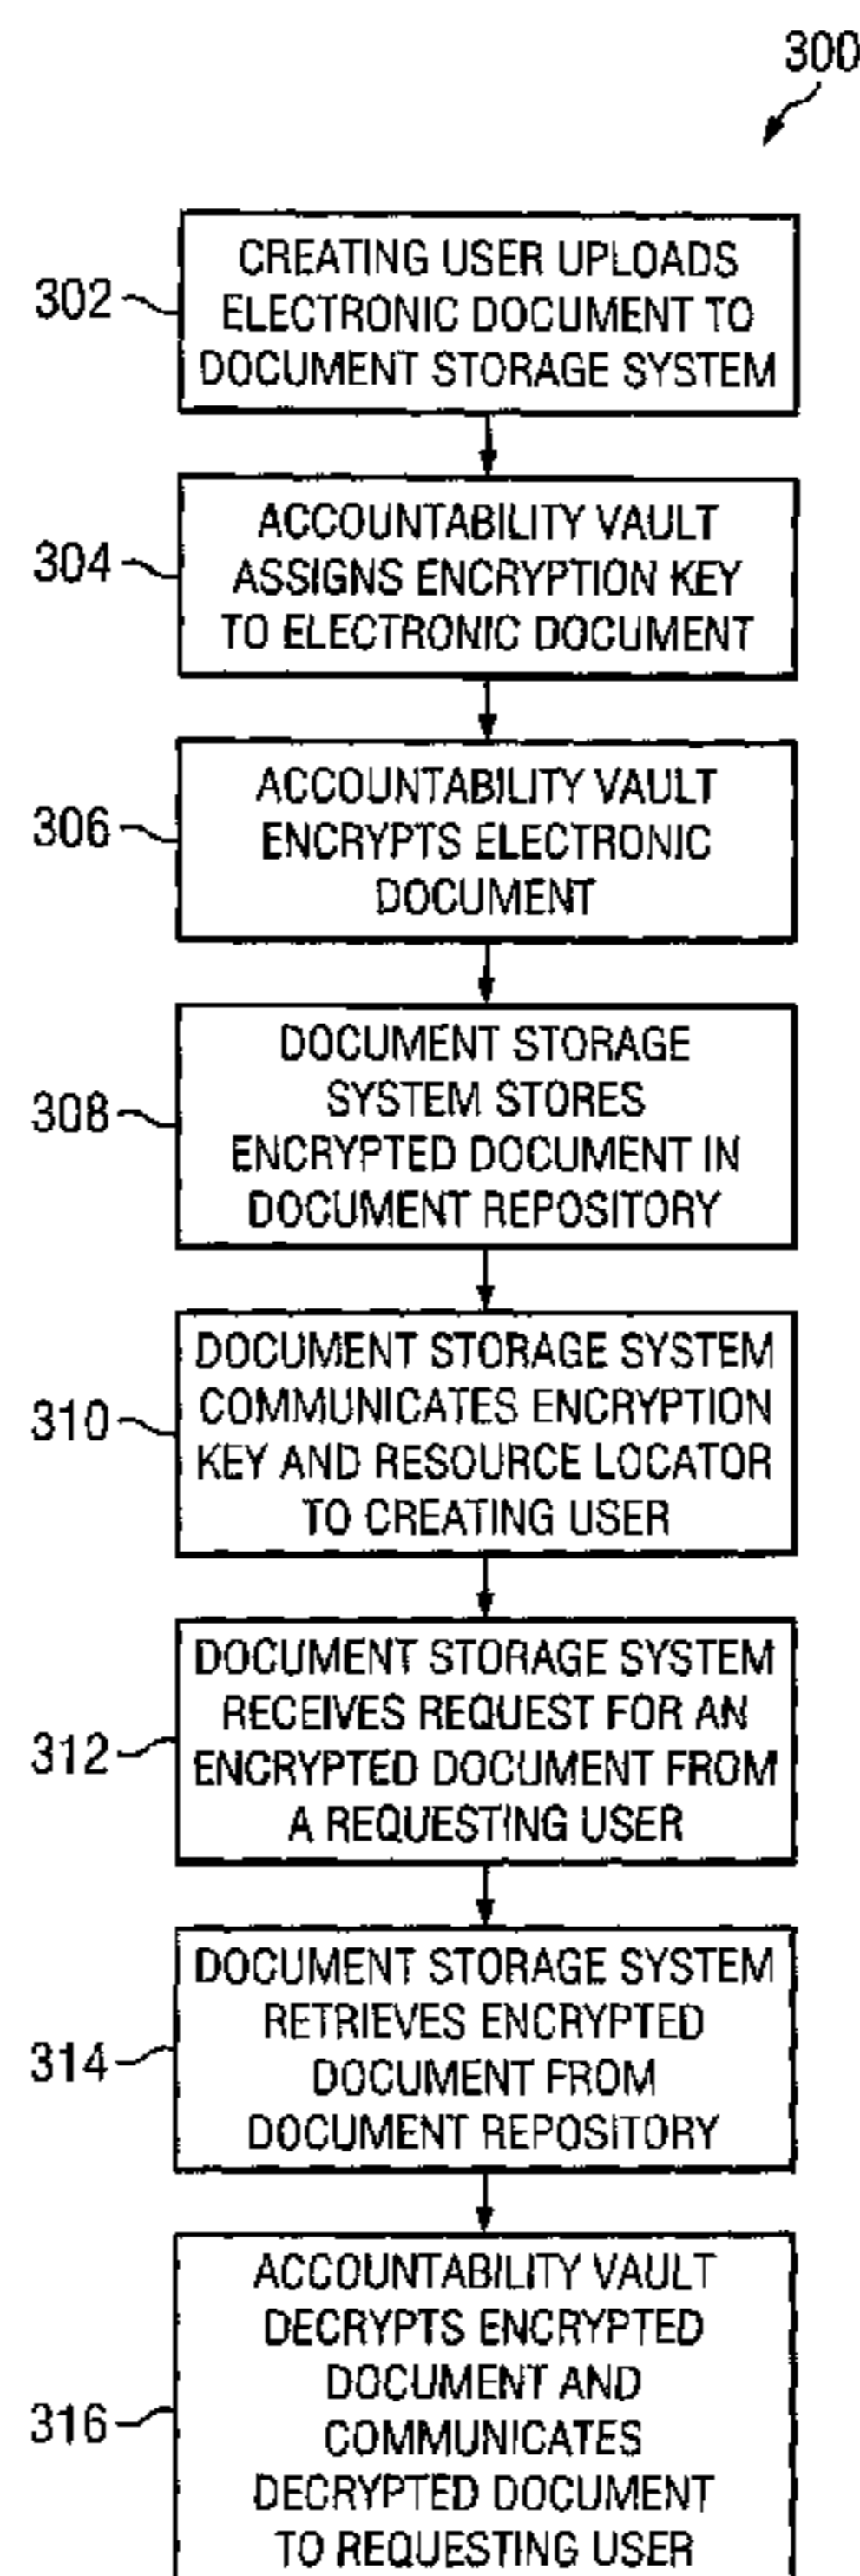 300
302
CREATING USER UPLOADS
ELECTRONIC DOCUMENT TO
DOCUMENT STORAGE SYSTEM
304
ACCOUNTABILITY VAULT
ASSIGNS ENCRYPTION KEY
TO ELECTRONIC DOCUMENT
306
ACCOUNTABILITY VAULT
ENCRYPTS ELECTRONIC
DOCUMENT
308
DOCUMENT STORAGE
SYSTEM STORES
ENCRYPTED DOCUMENT IN
DOCUMENT REPOSITORY
310
DOCUMENT STORAGE SYSTEM
COMMUNICATES ENCRYPTION
KEY AND RESOURCE LOCATOR
TO CREATING USER
312
DOCUMENT STORAGE SYSTEM
RECEIVES REQUEST FOR AN
ENCRYPTED DOCUMENT FROM
A REQUESTING USER
314
DOCUMENT STORAGE SYSTEM
RETRIEVES ENCRYPTED
DOCUMENT FROM
DOCUMENT REPOSITORY
316
ACCOUNTABILITY VAULT
DECRYPTS ENCRYPTED
DOCUMENT AND
COMMUNICATES
DECRYPTED DOCUMENT
TO REQUESTING USER